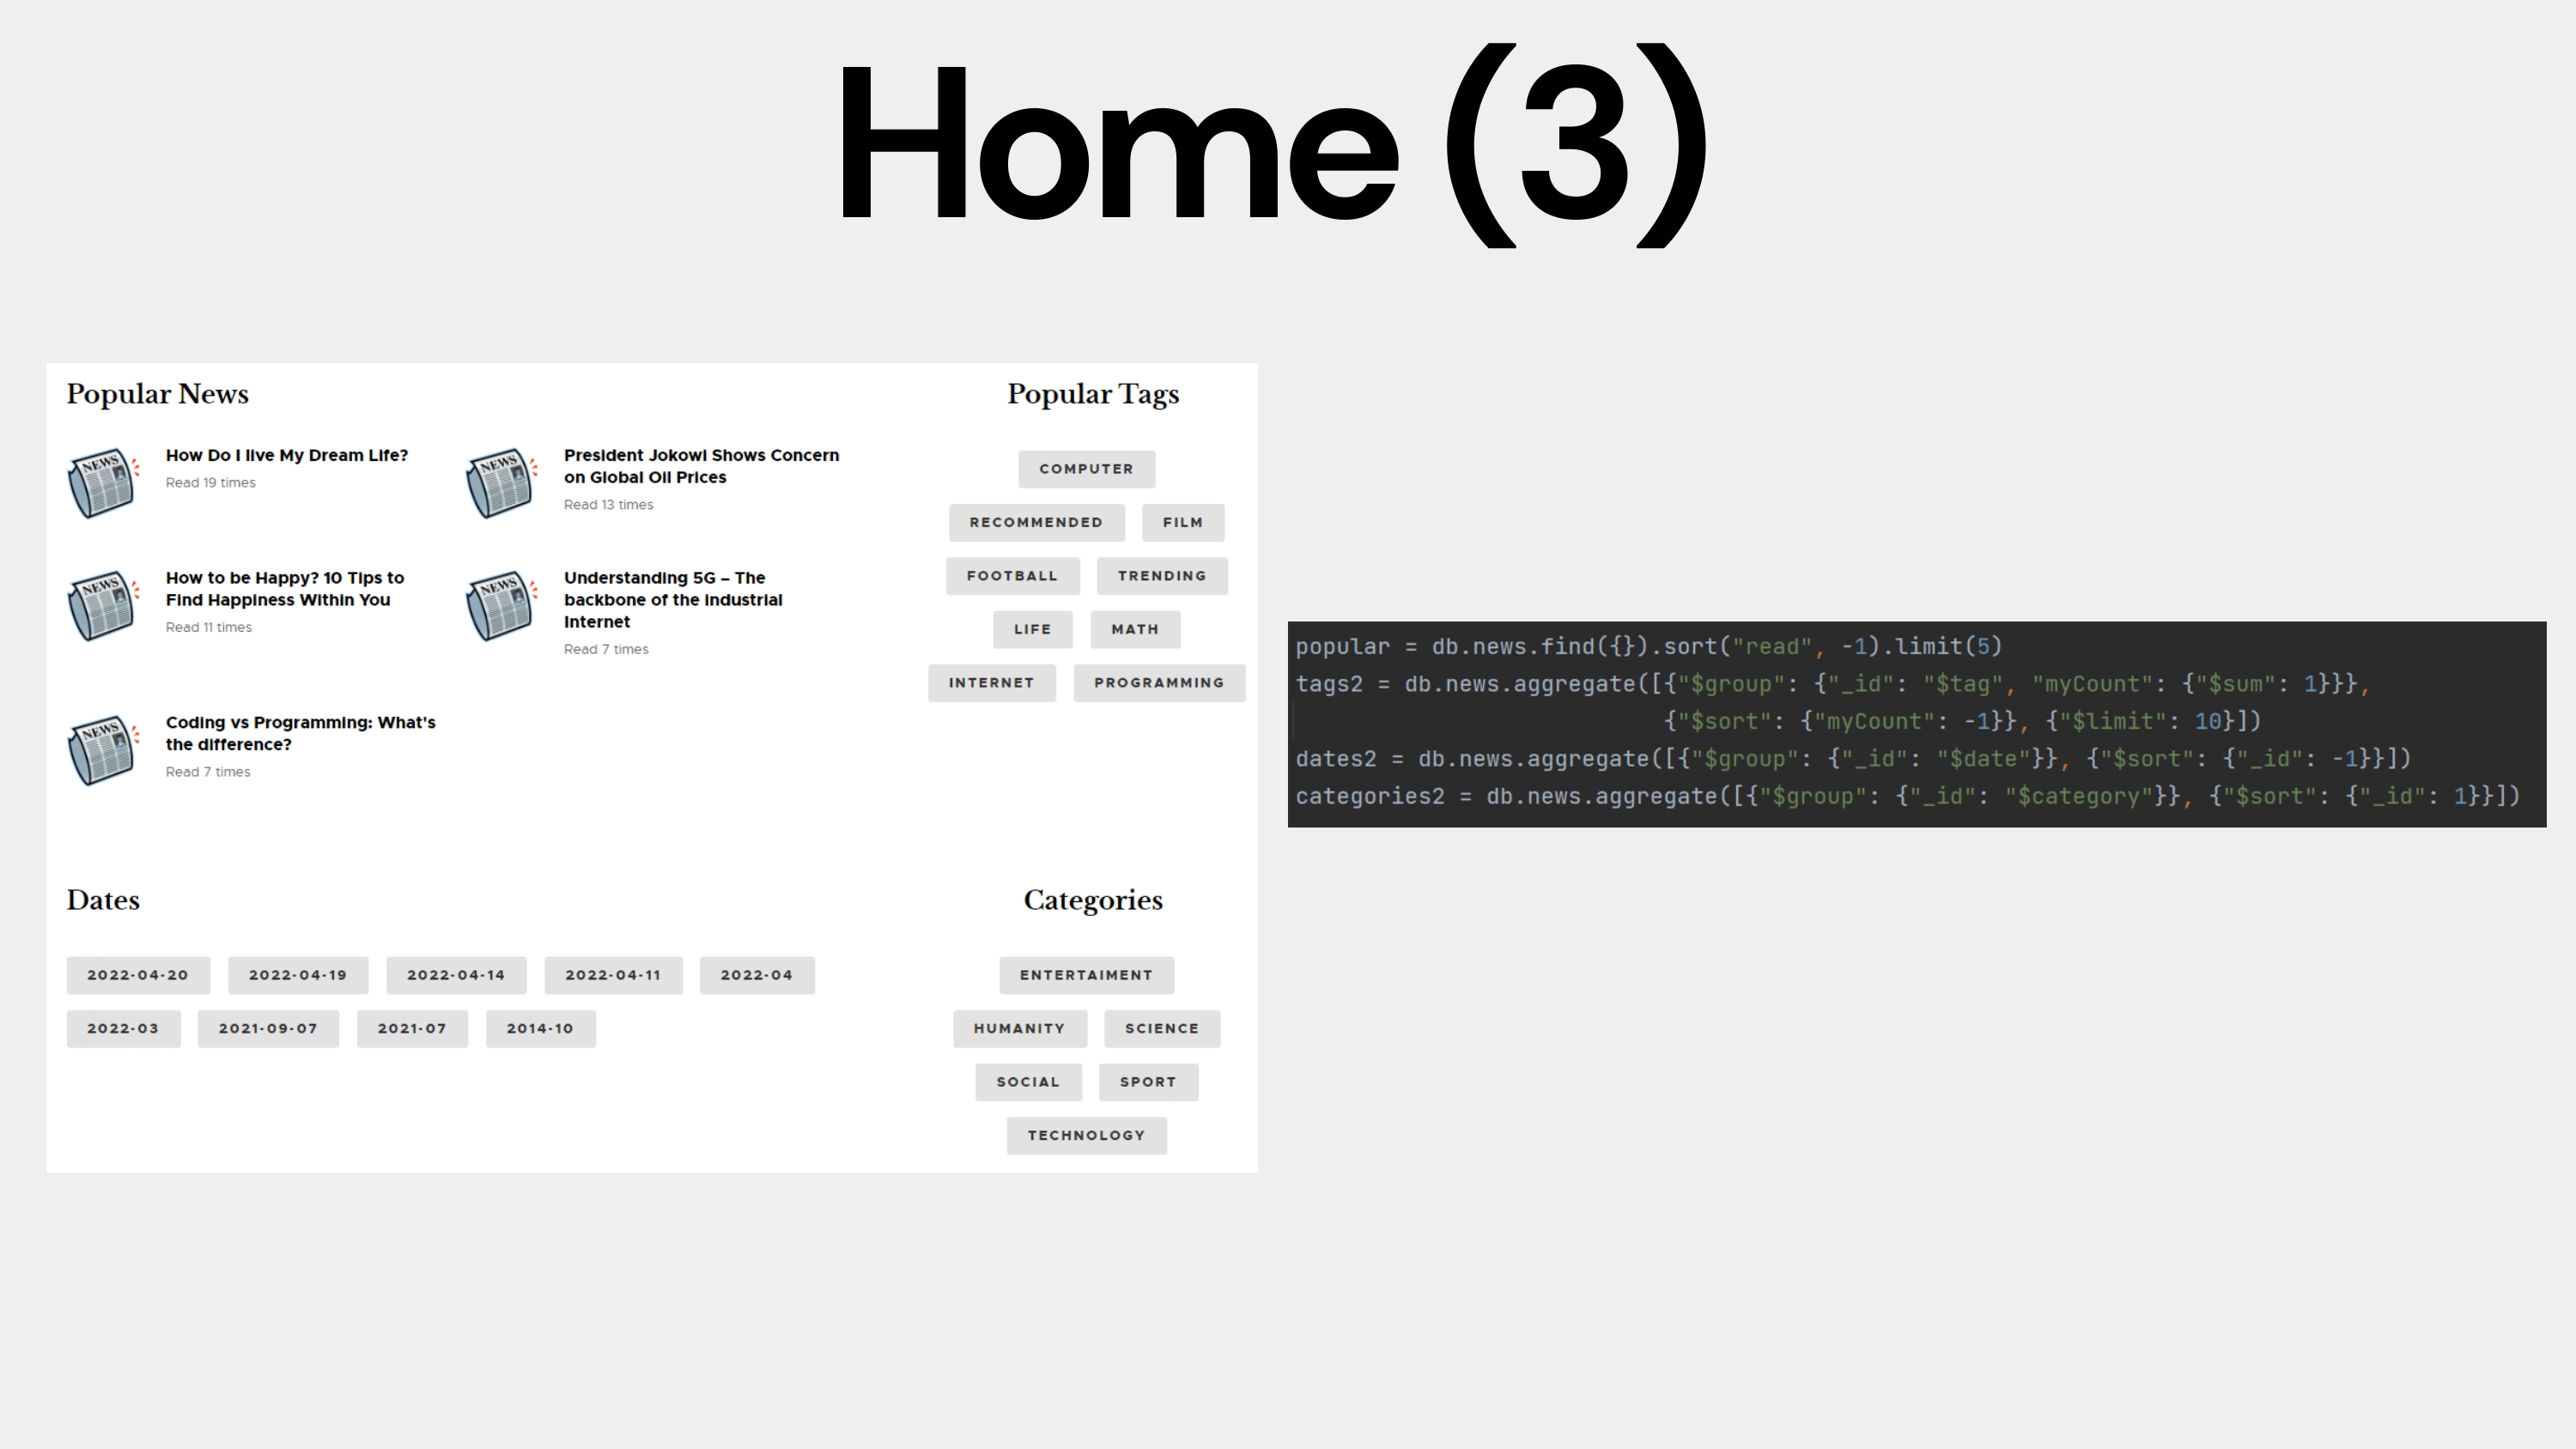 Home (3)
Popular News
NEWS
How Do I live My Dream Life?
Read 19 times
NEWS
President Jokowi Shows Concern
on Global Oil Prices
Read 13 times
NEWS
How to be Happy? 10 Tips to
Find Happiness Within You
Read 11 times
NEWS
Understanding 5G – The
backbone of the industrial
Internet
Read 7 times
NEWS
Coding vs Programming: What's
the difference?
Read 7 times
Popular Tags
COMPUTER
RECOMMENDED FILM
FOOTBALL TRENDING
LIFE MATH
INTERNET PROGRAMMING
Dates
2022-04-20 2022-04-19 2022-04-14 2022-04-11 2022-04
2022-03 2021-09-07 2021-07 2014-10
Categories
ENTERTAIMENT
HUMANITY SCIENCE
SOCIAL SPORT
TECHNOLOGY
popular = db.news.find({}).sort("read", -1).limit(5)
tags2 = db.news.aggregate([{"$group": {"_id": "$tag", "myCount": {"$sum": 1}}},
{"$sort": {"myCount": -1}}, {"$limit": 10}])
dates2 = db.news.aggregate([{"$group": {"_id": "$date"}}, {"$sort": {"_id": -1}}])
categories2 = db.news.aggregate([{"$group": {"_id": "$category"}}, {"$sort": {"_id": 1}}])